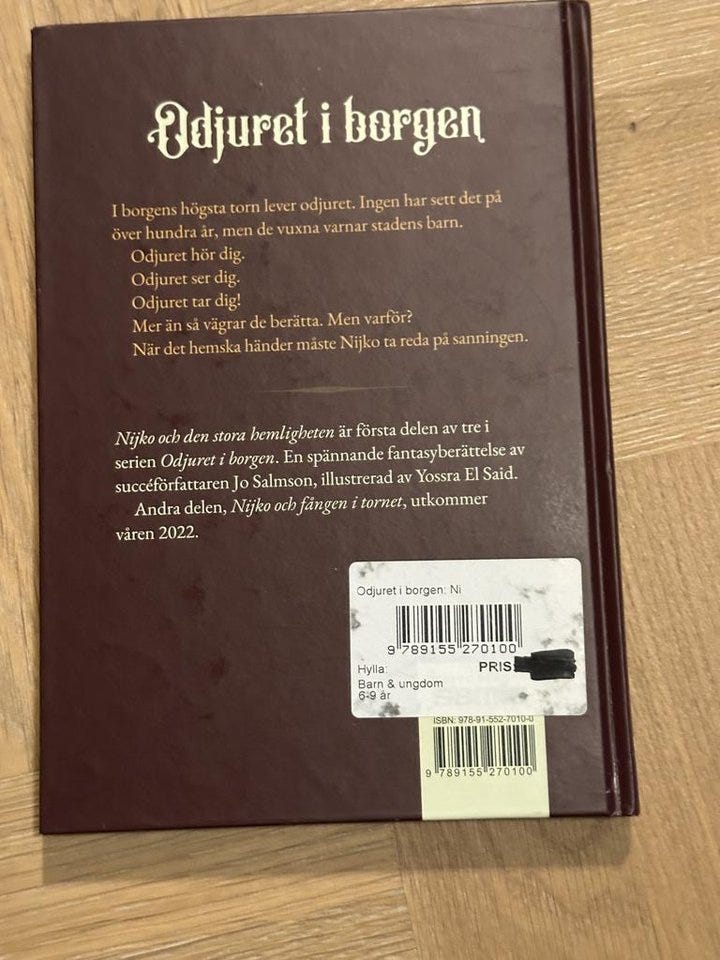 Odjuret i borgen
I borgens högsta torn lever odjuret. Ingen har sett det på
över hundra år, men de vuxna varnar stadens barn.
Odjuret hör dig.
Odjuret ser dig.
Odjuret tar dig!
Mer än så vägrar de berätta. Men varför?
När det hemska händer måste Nijko ta reda på sanningen.
Nijko och den stora hemligheten är första delen av tre i
serien Odjuret i borgen. En spännande fantasyberättelse av
succéförfattaren Jo Salmson, illustrerad av Yossra El Said.
Andra delen, Nijko och fången i tornet, utkommer
våren 2022.
Odjuret i borgen: Ni
9 789155 270100
Hylla: PRIS:
Barn & ungdom
6-9 år
ISBN: 978-91-552-7010-0
9 789155 270100